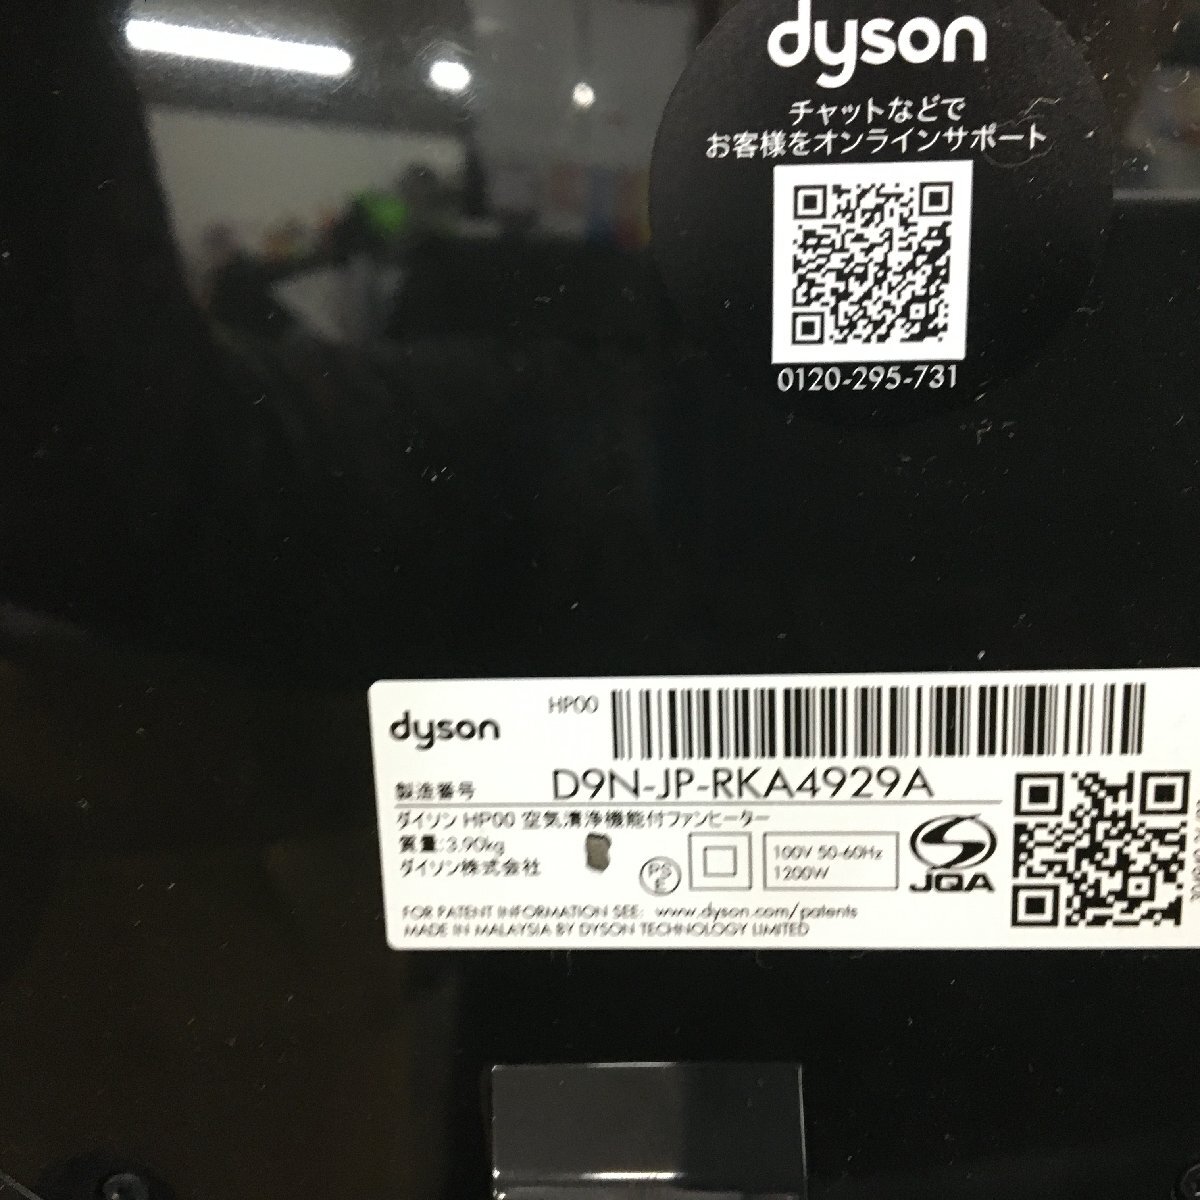 dyson
チャットなどで
お客様をオンラインサポート
0120-295-731
dyson
HP00
製造番号
D9N-JP-RKA4929A
ダイソン HP00 空気清浄機能付ファンヒーター
質量:3.90kg
ダイソン株式会社
PS
E
100V 50-60Hz
1200W
JQA
FOR PATENT INFORMATION SEE: www.dyson.com/patents
MADE IN MALAYSIA BY DYSON TECHNOLOGY LIMITED